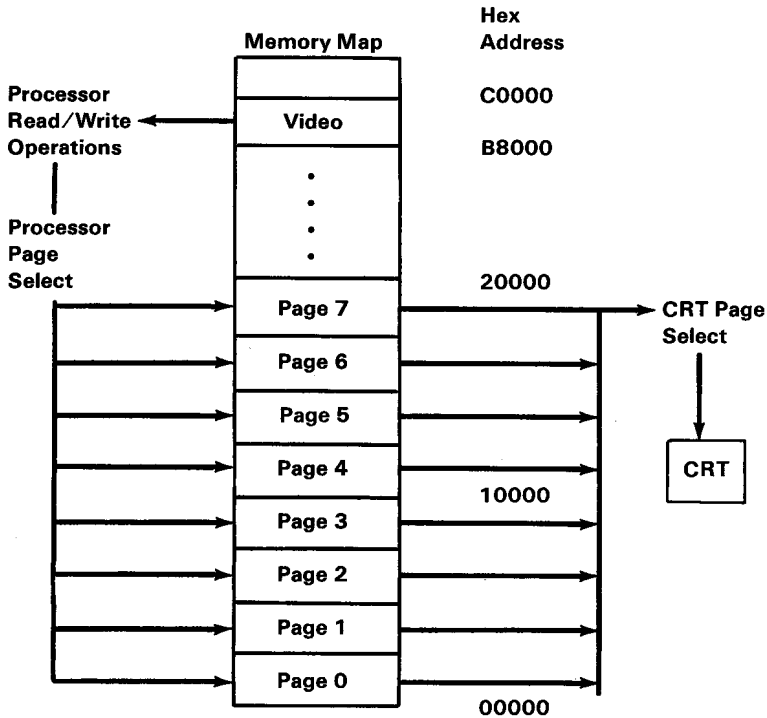 Hex
Address
Memory Map
C0000
Processor
Read/Write
Operations
Video
B8000
Processor
Page
Select
20000
Page 7
CRT Page
Select
Page 6
Page 5
Page 4
CRT
10000
Page 3
Page 2
Page 1
Page 0
00000